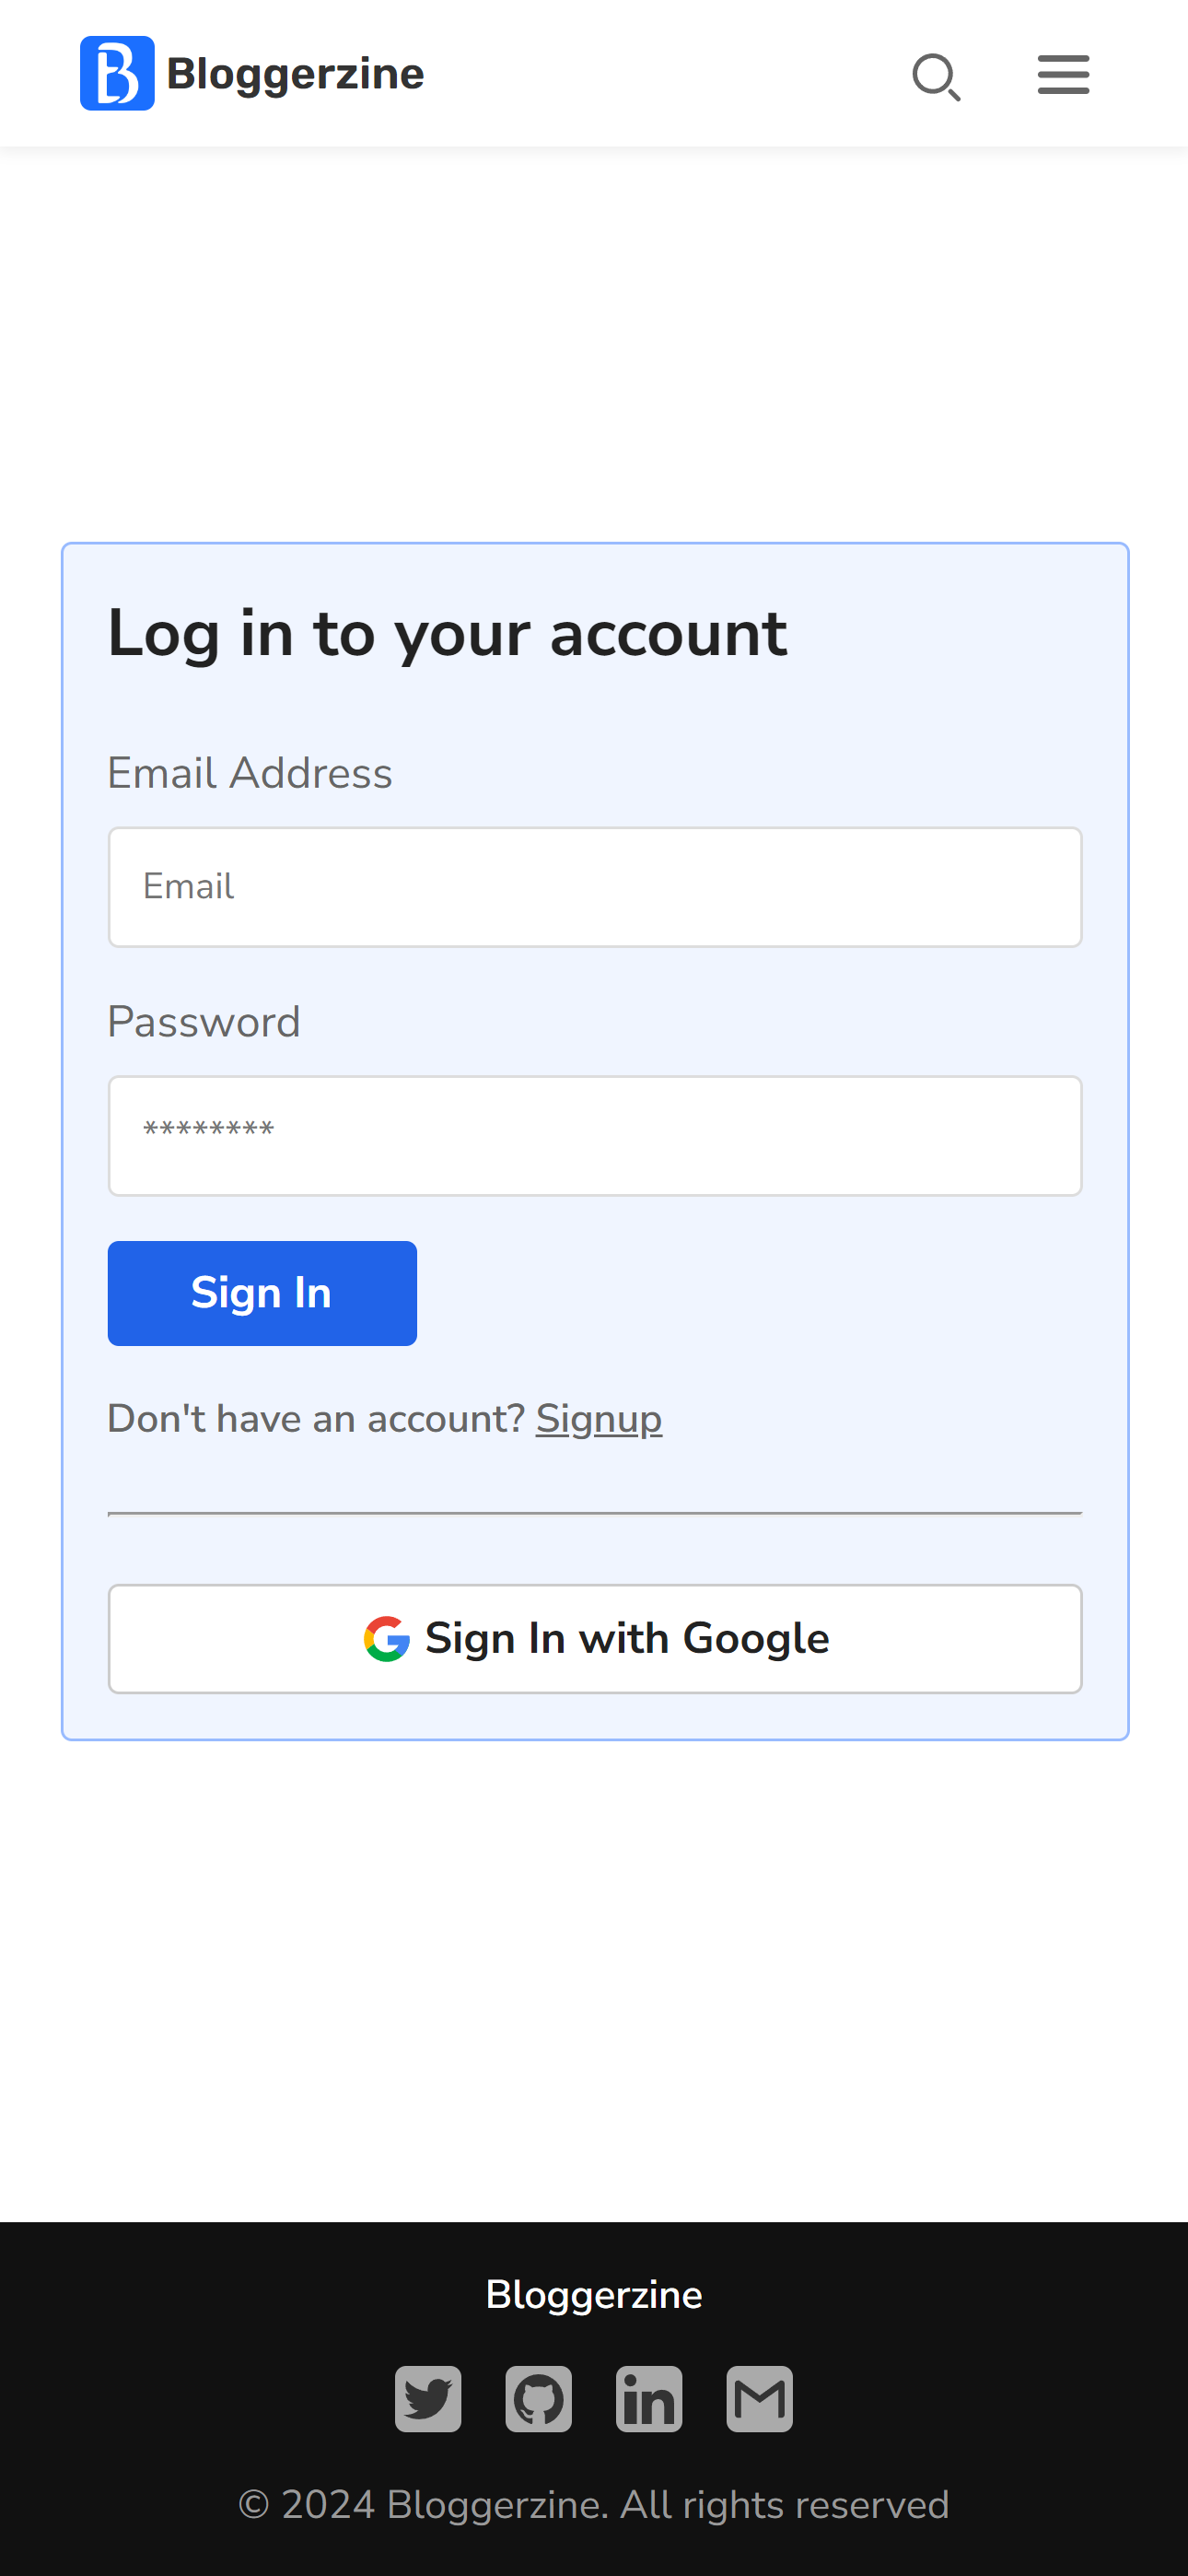 Bloggerzine
Log in to your account
Email Address
Email
Password
********
Sign In
Don't have an account? Signup
Sign In with Google
Bloggerzine
© 2024 Bloggerzine. All rights reserved